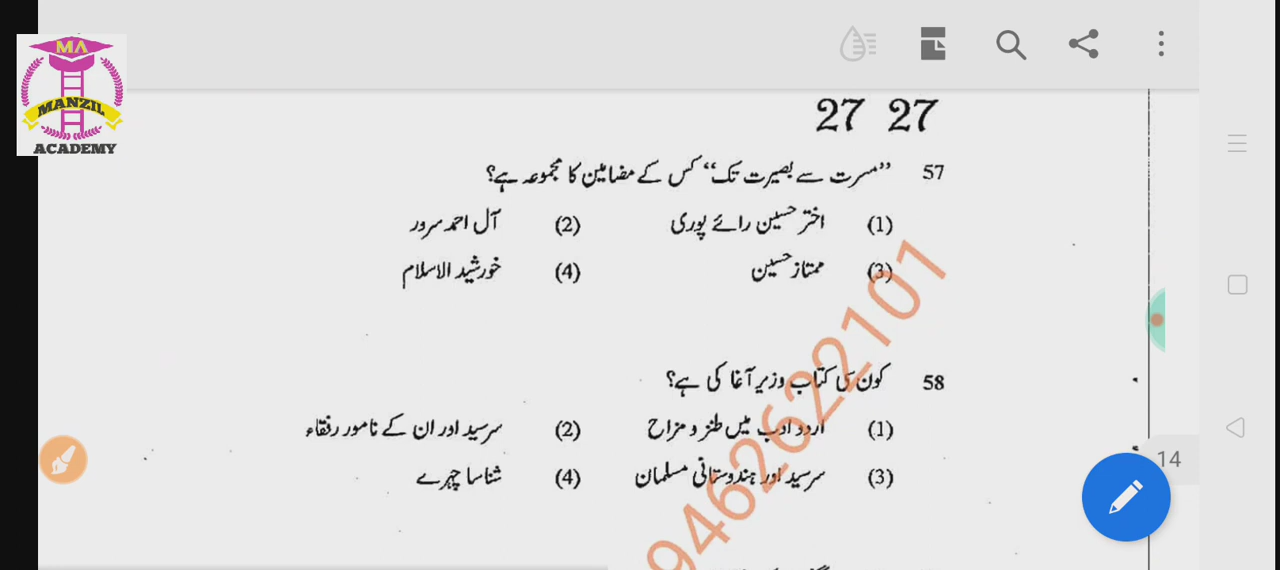 MA
MANZIL
ACADEMY
27 27
57 ”مسرت سے بصیرت تک“ کس کے مضامین کا مجموعہ ہے؟
(1) اختر حسین رائے پوری (2) آل احمد سرور
(3) ممتاز حسین (4) خورشید الاسلام
58 کون سی کتاب وزیر آغا کی ہے؟
(1) اردو ادب میں طنز و مزاح (2) سرسید اور ان کے نامور رفقاء
(3) سرسید اور ہندوستانی مسلمان (4) شناسا چہرے
14
9462622101